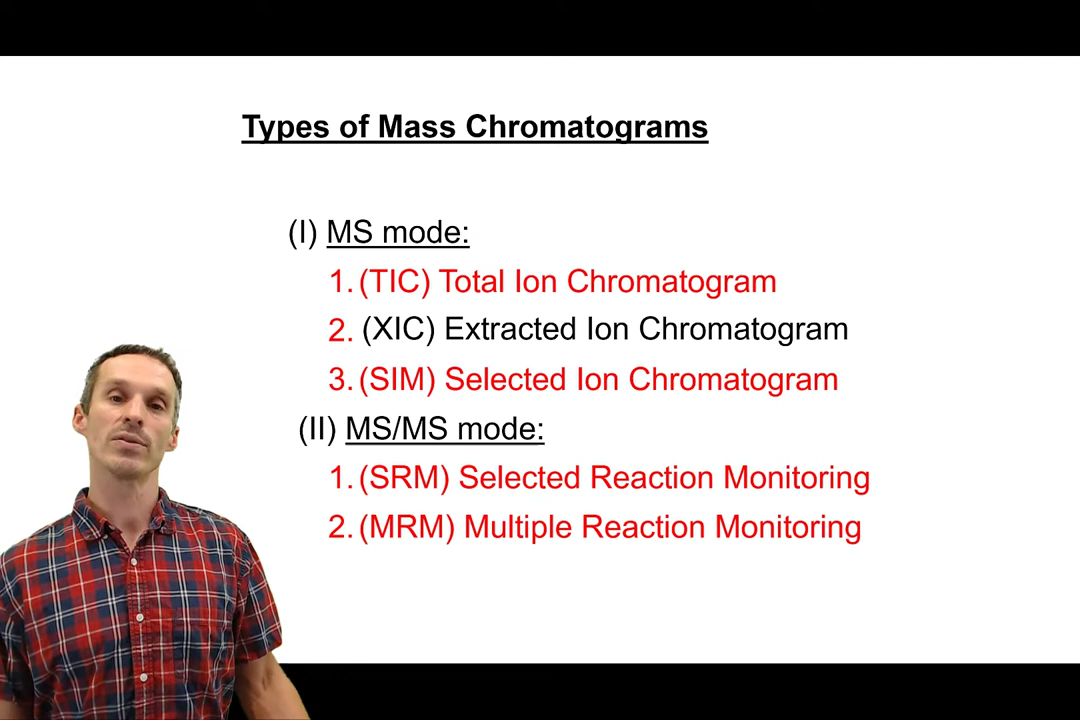 Types of Mass Chromatograms
(I) MS mode:
1. (TIC) Total Ion Chromatogram
2. (XIC) Extracted Ion Chromatogram
3. (SIM) Selected Ion Chromatogram
(II) MS/MS mode:
1. (SRM) Selected Reaction Monitoring
2. (MRM) Multiple Reaction Monitoring